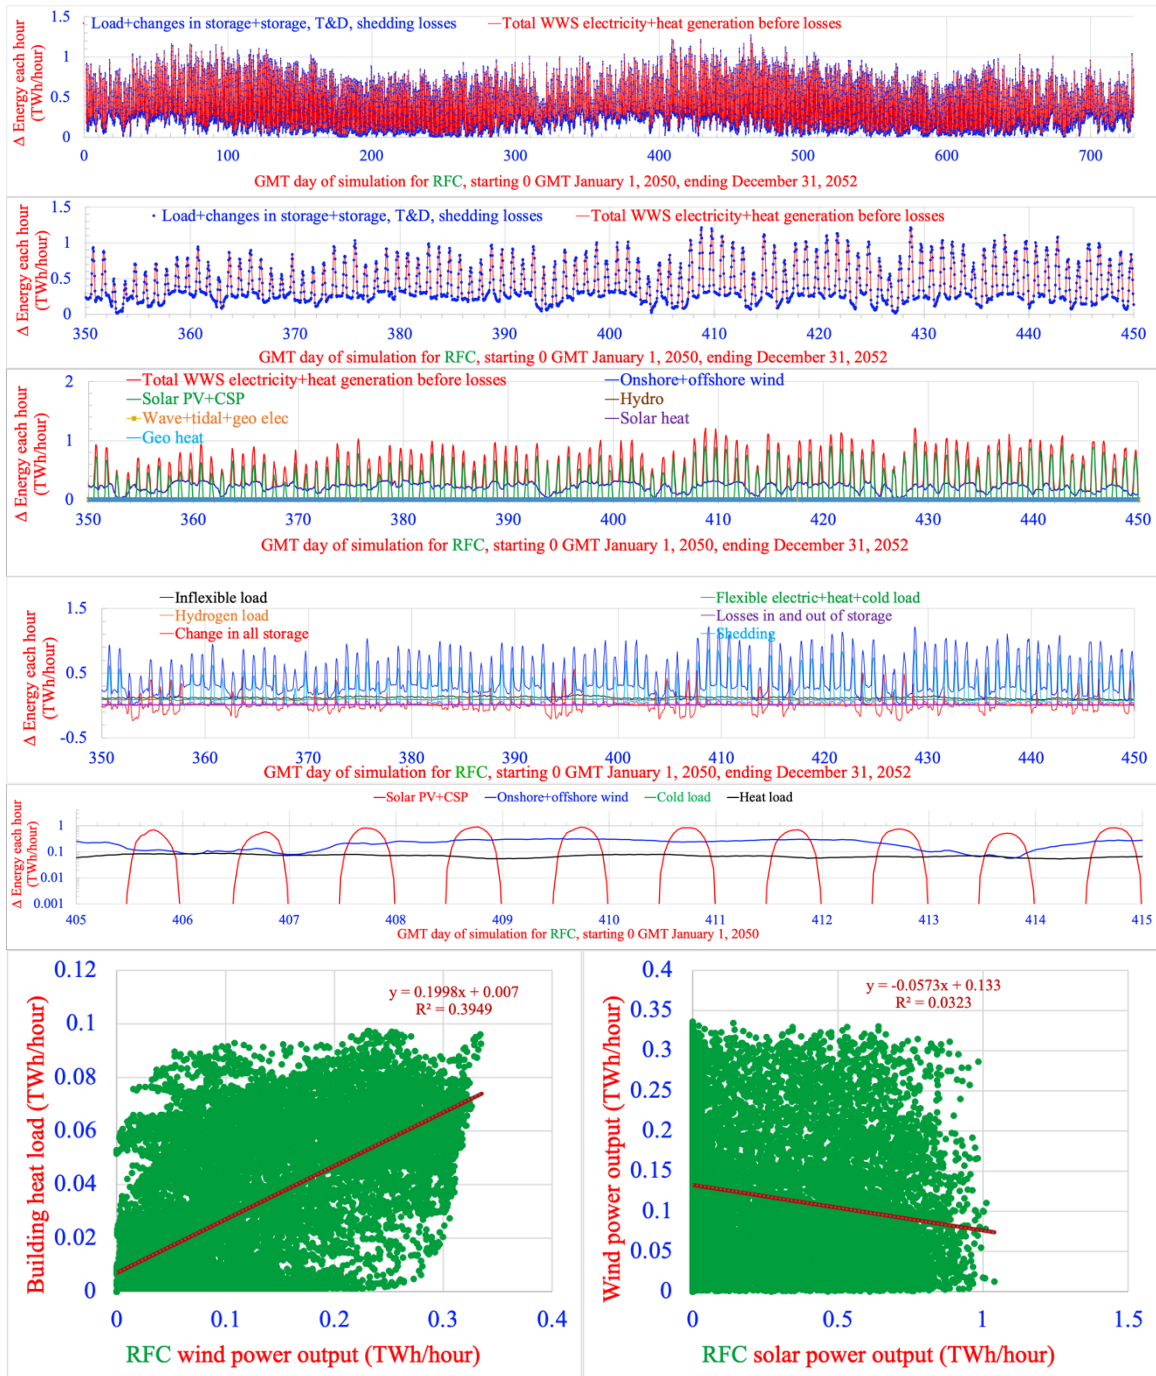 Load+changes in storage+storage, T&D, shedding losses —Total WWS electricity+heat generation before losses
Δ Energy each hour
(TWh/hour)
1.5
1
0.5
0
0 100 200 300 400 500 600 700
GMT day of simulation for RFC, starting 0 GMT January 1, 2050, ending December 31, 2052
Load+changes in storage+storage, T&D, shedding losses —Total WWS electricity+heat generation before losses
Δ Energy each hour
(TWh/hour)
1.5
1
0.5
0
350 360 370 380 390 400 410 420 430 440 450
GMT day of simulation for RFC, starting 0 GMT January 1, 2050, ending December 31, 2052
Total WWS electricity+heat generation before losses Onshore+offshore wind
Solar PV+CSP Hydro
Wave+tidal+geo elec Solar heat
Geo heat
Δ Energy each hour
(TWh/hour)
2
1
0
350 360 370 380 390 400 410 420 430 440 450
GMT day of simulation for RFC, starting 0 GMT January 1, 2050, ending December 31, 2052
Inflexible load Flexible electric+heat+cold load
Hydrogen load Losses in and out of storage
Change in all storage Shedding
Δ Energy each hour
(TWh/hour)
1.5
0.5
-0.5
350 360 370 380 390 400 410 420 430 440 450
GMT day of simulation for RFC, starting 0 GMT January 1, 2050, ending December 31, 2052
Solar PV+CSP Onshore+offshore wind Cold load Heat load
Δ Energy each hour
(TWh/hour)
1
0.1
0.01
0.001
405 406 407 408 409 410 411 412 413 414 415
GMT day of simulation for RFC, starting 0 GMT January 1, 2050
Building heat load (TWh/hour)
0.12
0.1
0.08
0.06
0.04
0.02
0
y = 0.1998x + 0.007
R² = 0.3949
0 0.1 0.2 0.3 0.4
RFC wind power output (TWh/hour)
Wind power output (TWh/hour)
0.4
0.35
0.3
0.25
0.2
0.15
0.1
0.05
0
y = -0.0573x + 0.133
R² = 0.0323
0 0.5 1 1.5
RFC solar power output (TWh/hour)